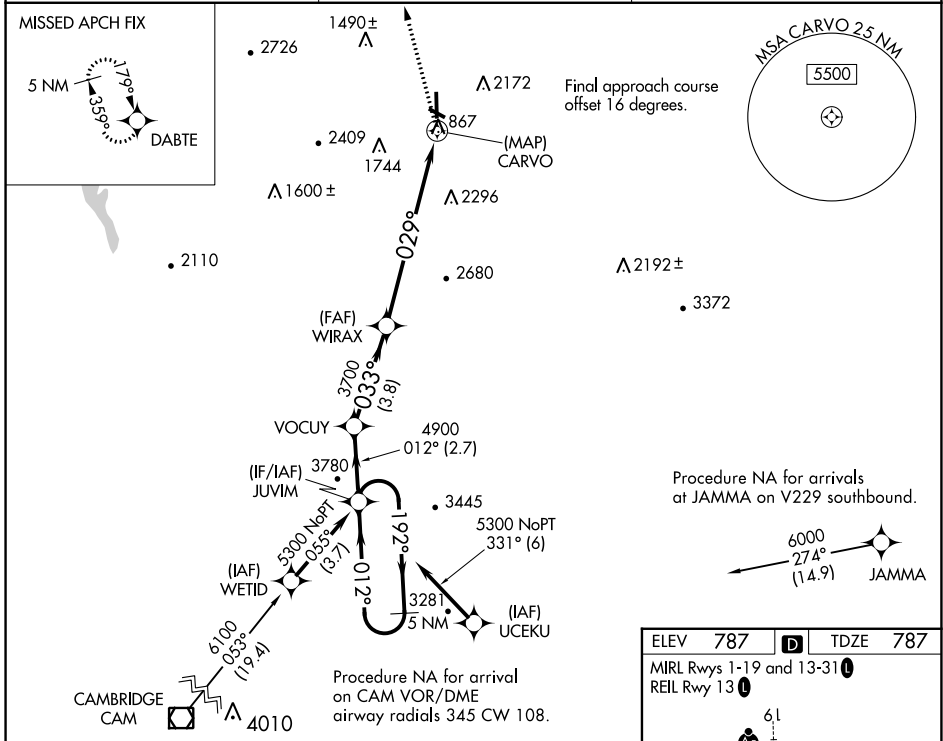 MISSED APCH FIX
5 NM
179°
359°
DABTE
1490±
2726
2172
Final approach course
offset 16 degrees.
MSA CARVO 25 NM
5500
867
(MAP)
CARVO
2409
1744
1600±
2296
029°
2110
2680
2192±
3372
(FAF)
WIRAX
3700
033°
(3.8)
VOCUY
4900
012° (2.7)
(IF/IAF)
JUVIM
3780
3445
192°
012°
5300 NoPT
331° (6)
5300 NoPT
055°
(3.7)
(IAF)
WETID
3281
5 NM
(IAF)
UCEKU
Procedure NA for arrivals
at JAMMA on V229 southbound.
6000
274°
(14.9)
JAMMA
6100
053°
(19.4)
CAMBRIDGE
CAM
4010
Procedure NA for arrival
on CAM VOR/DME
airway radials 345 CW 108.
ELEV 787 D TDZE 787
MIRL Rwys 1-19 and 13-31 L
REIL Rwy 13 L
19